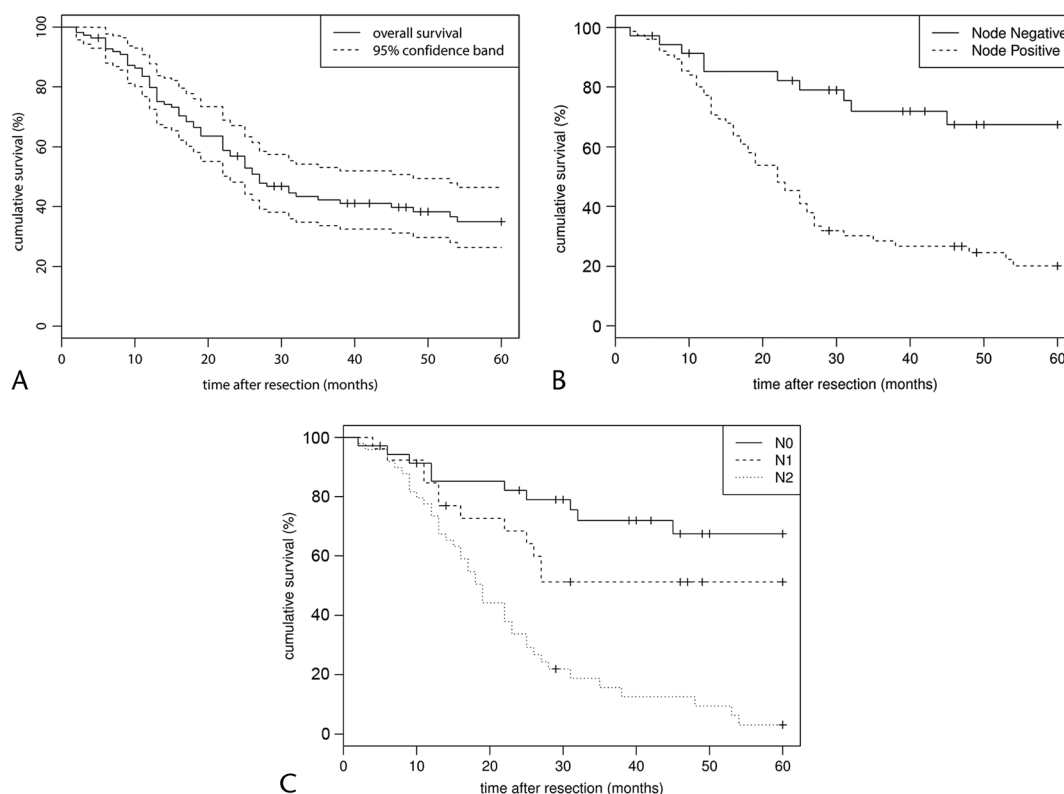 overall survival
95% confidence band
100
80
60
40
20
0
cumulative survival (%)
0 10 20 30 40 50 60
time after resection (months)
A
Node Negative
Node Positive
100
80
60
40
20
0
cumulative survival (%)
0 10 20 30 40 50 60
time after resection (months)
B
N0
N1
N2
100
80
60
40
20
0
cumulative survival (%)
0 10 20 30 40 50 60
time after resection (months)
C